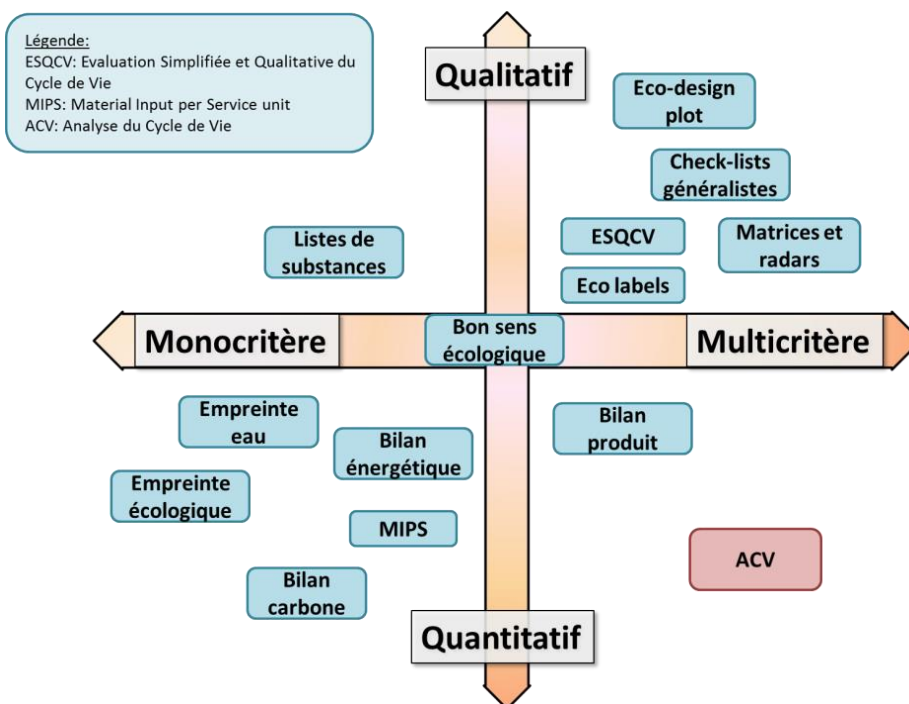 Légende:
ESQCV: Evaluation Simplifiée et Qualitative du
Cycle de Vie
MIPS: Material Input per Service unit
ACV: Analyse du Cycle de Vie
Qualitatif
Eco-design
plot
Check-lists
généralistes
Listes de
substances
ESQCV
Matrices et
radars
Eco labels
Monocritère
Bon sens
écologique
Multicritère
Empreinte
eau
Bilan
énergétique
Bilan
produit
Empreinte
écologique
MIPS
ACV
Bilan
carbone
Quantitatif